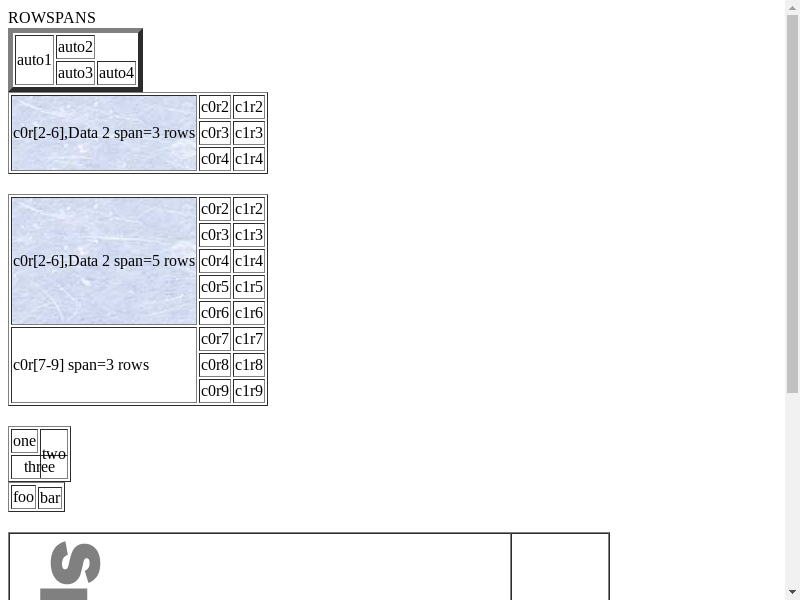 ROWSPANS
auto1 auto2
auto3 auto4
c0r[2-6],Data 2 span=3 rows c0r2 c1r2
c0r3 c1r3
c0r4 c1r4
c0r[2-6],Data 2 span=5 rows c0r2 c1r2
c0r3 c1r3
c0r4 c1r4
c0r5 c1r5
c0r6 c1r6
c0r[7-9] span=3 rows c0r7 c1r7
c0r8 c1r8
c0r9 c1r9
one two
three
foo bar